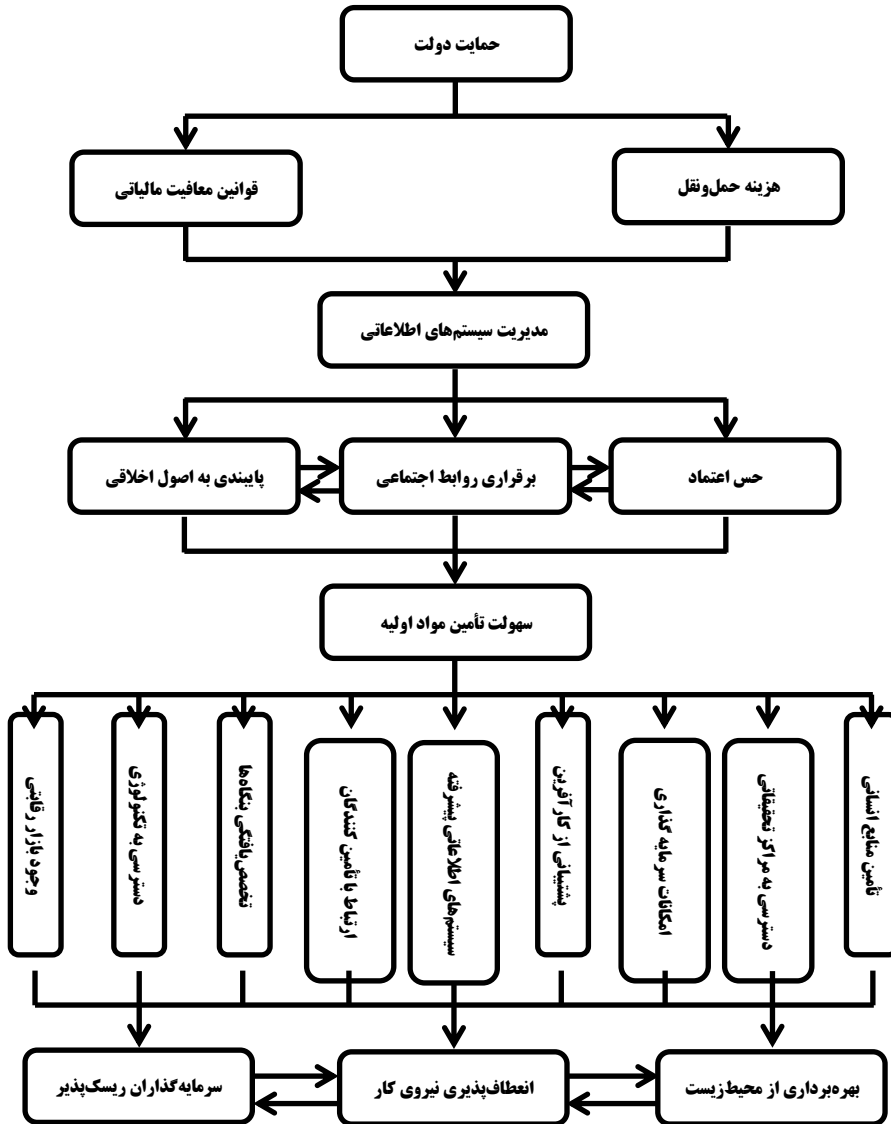 حمایت دولت
هزینه حمل‌ونقل
قوانین معافیت مالیاتی
مدیریت سیستم‌های اطلاعاتی
حس اعتماد
برقراری روابط اجتماعی
پایبندی به اصول اخلاقی
سهولت تأمین مواد اولیه
تأمین منابع انسانی
دسترسی به مراکز تحقیقاتی
امکانات سرمایه گذاری
پشتیبانی از کارآفرین
سیستم‌های اطلاعاتی پیشرفته
ارتباط با تأمین کنندگان
تخصص‌یافتگی بنگاه‌ها
دسترسی به تکنولوژی
وجود بازار رقابتی
بهره‌برداری از محیط‌زیست
انعطاف‌پذیری نیروی کار
سرمایه‌گذاران ریسک‌پذیر